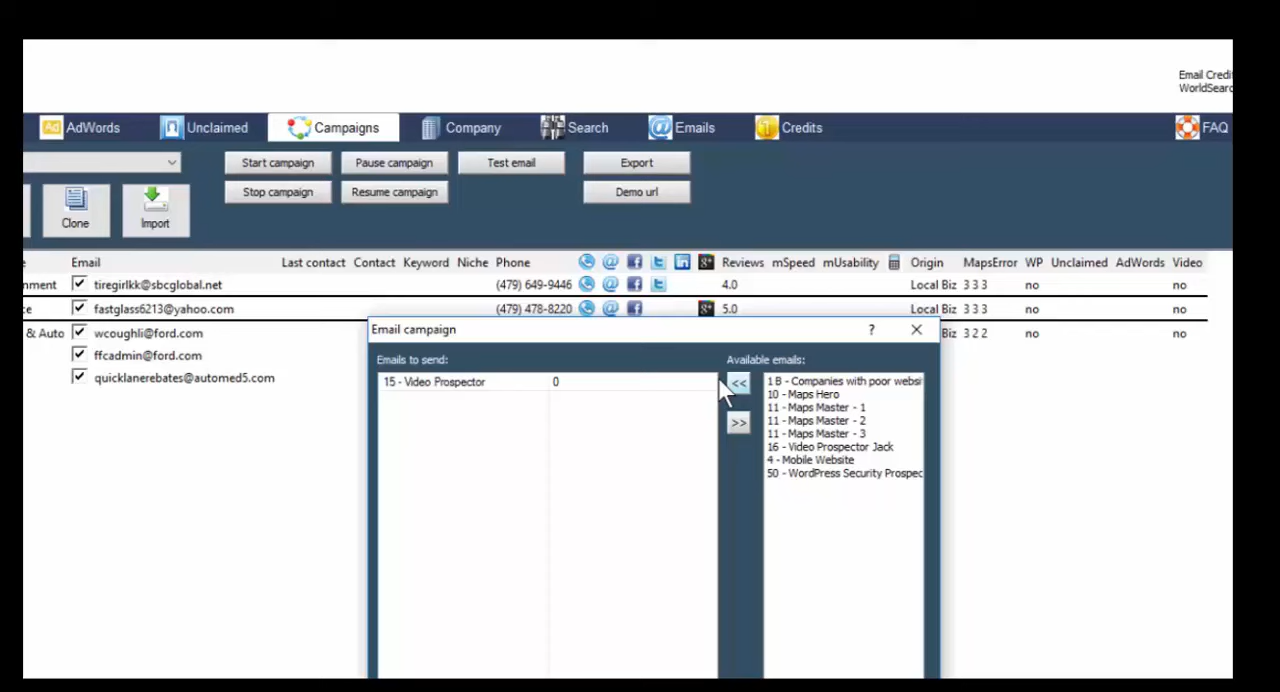 Email Credi
WorldSearc
AdWords Unclaimed Campaigns Company Search Emails Credits FAQ
Start campaign Pause campaign Test email Export
Stop campaign Resume campaign Demo url
Clone Import
Email Last contact Contact Keyword Niche Phone Reviews mSpeed mUsability Origin MapsError WP Unclaimed AdWords Video
nment tiregirlkk@sbcglobal.net (479) 649-9446 4.0 Local Biz 3 3 3 no no
ce fastglass6213@yahoo.com (479) 478-8220 5.0 Local Biz 3 3 3 no no
& Auto wcoughli@ford.com Biz 3 2 2 no no
ffcadmin@ford.com
quicklanerebates@automed5.com
Email campaign ? ×
Emails to send: Available emails:
15 - Video Prospector 0
<<
>>
1 B - Companies with poor websi
10 - Maps Hero
11 - Maps Master - 1
11 - Maps Master - 2
11 - Maps Master - 3
16 - Video Prospector Jack
4 - Mobile Website
50 - WordPress Security Prospec